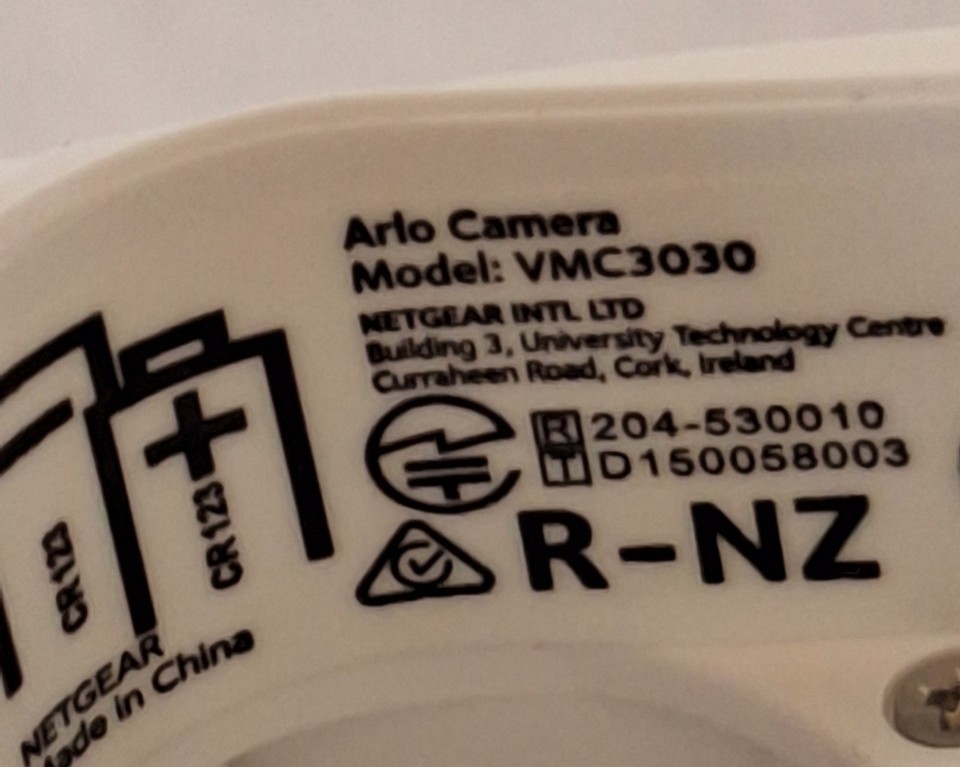 Arlo Camera
Model: VMC3030
NETGEAR INTL LTD
Building 3, University Technology Centre
Curraheen Road, Cork, Ireland
R 204-530010
T D150058003
R-NZ
+
CR123
CR123
NETGEAR
Made in China